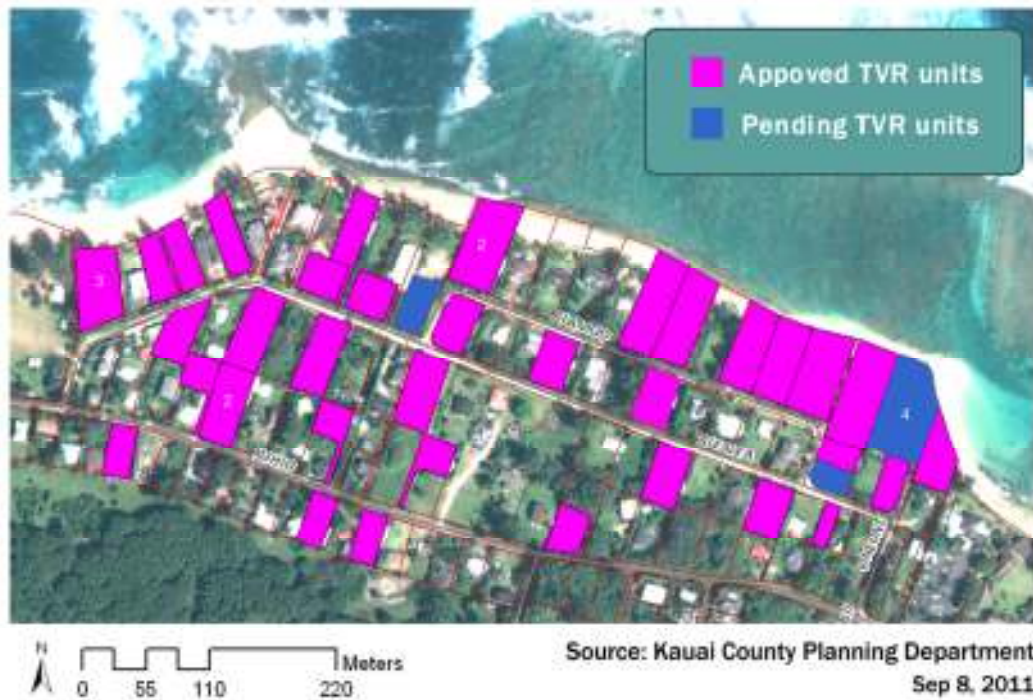 Appoved TVR units
Pending TVR units
3
2
2
4
N
Meters
0 55 110 220
Source: Kauai County Planning Department
Sep 8, 2011